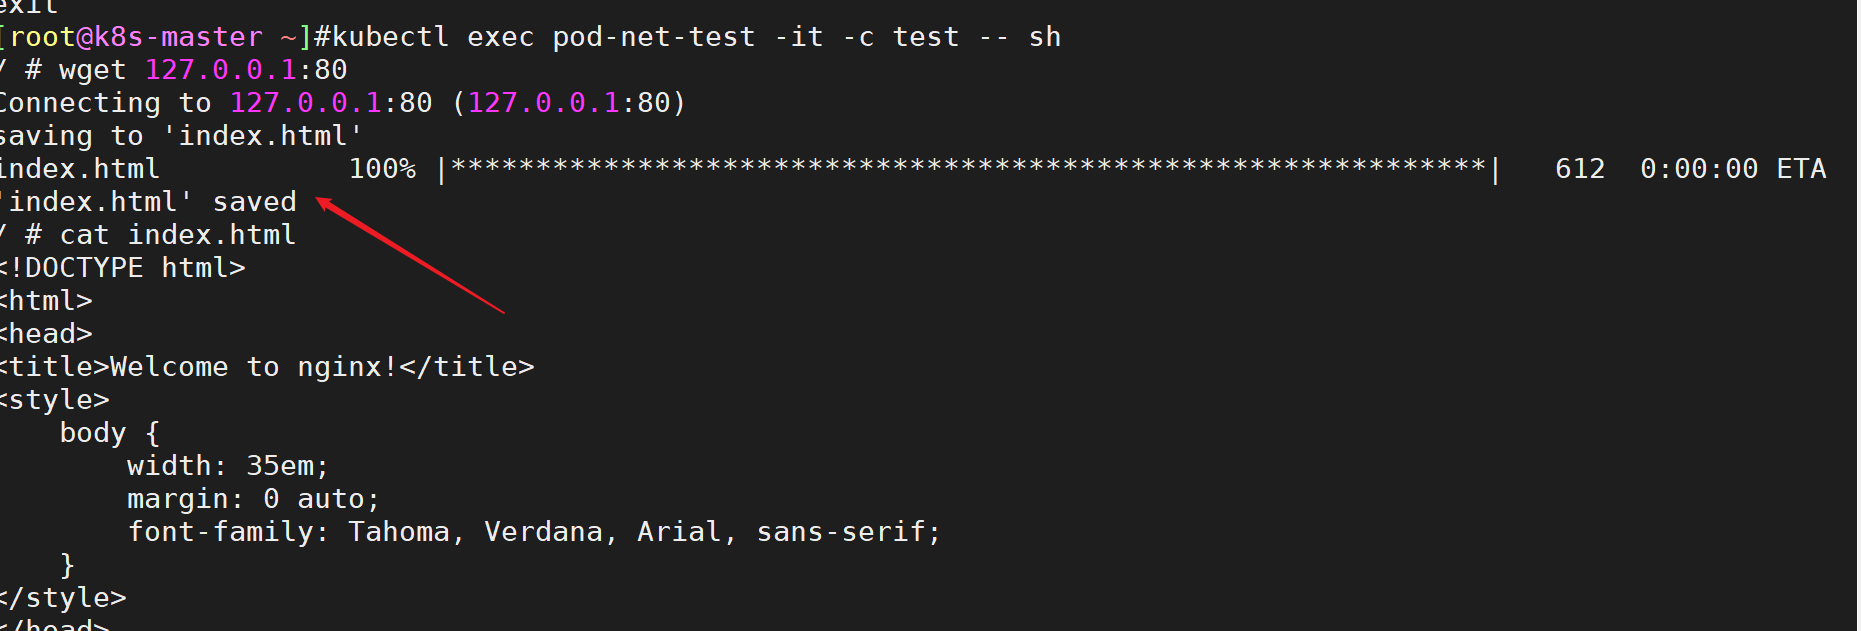 exit
[root@k8s-master ~]#kubectl exec pod-net-test -it -c test -- sh
/ # wget 127.0.0.1:80
Connecting to 127.0.0.1:80 (127.0.0.1:80)
saving to 'index.html'
index.html           100% |*************************************************************|   612  0:00:00 ETA
'index.html' saved
/ # cat index.html
<!DOCTYPE html>
<html>
<head>
<title>Welcome to nginx!</title>
<style>
    body {
        width: 35em;
        margin: 0 auto;
        font-family: Tahoma, Verdana, Arial, sans-serif;
    }
</style>
</head>